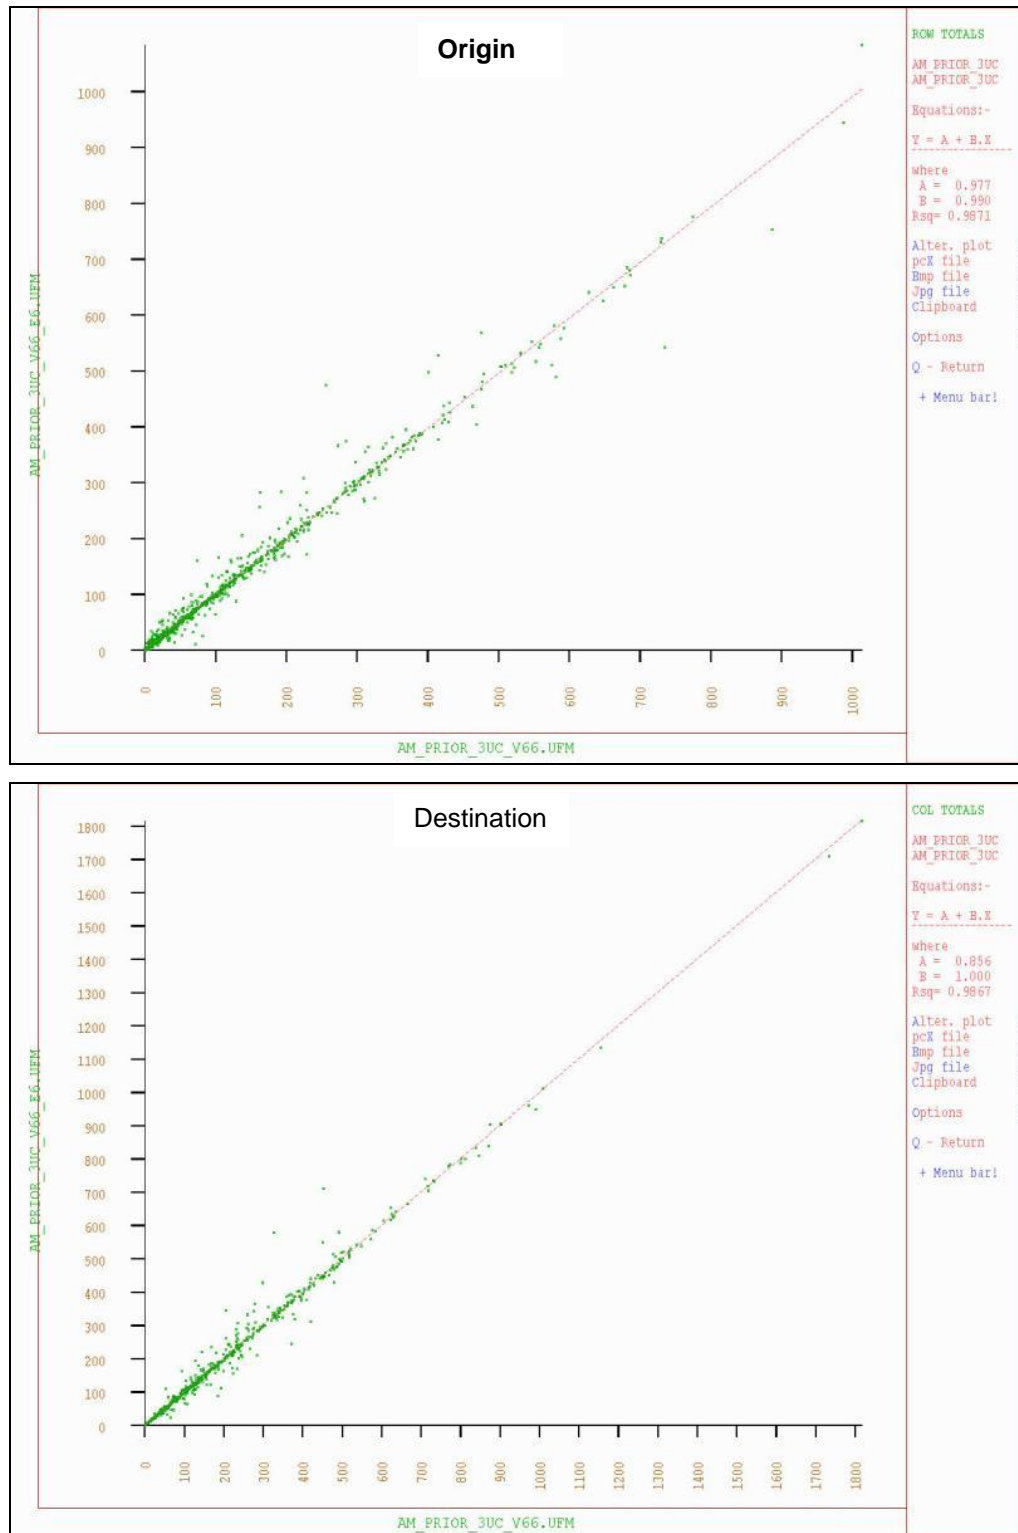 Origin
1000
900
800
700
600
500
400
300
200
100
0
0 100 200 300 400 500 600 700 800 900 1000
AM_PRIOR_3UC_V66_E6.UFM
AM_PRIOR_3UC_V66.UFM
ROW TOTALS
AM_PRIOR_3UC
AM_PRIOR_3UC
Equations:-
Y = A + B.X
where
A = 0.977
B = 0.990
Rsq= 0.9871
Alter. plot
pcX file
Bmp file
Jpg file
Clipboard
Options
Q - Return
+ Menu bar!
Destination
1800
1700
1600
1500
1400
1300
1200
1100
1000
900
800
700
600
500
400
300
200
100
0
0 100 200 300 400 500 600 700 800 900 1000 1100 1200 1300 1400 1500 1600 1700 1800
AM_PRIOR_3UC_V66_E6.UFM
AM_PRIOR_3UC_V66.UFM
COL TOTALS
AM_PRIOR_3UC
AM_PRIOR_3UC
Equations:-
Y = A + B.X
where
A = 0.856
B = 1.000
Rsq= 0.9867
Alter. plot
pcX file
Bmp file
Jpg file
Clipboard
Options
Q - Return
+ Menu bar!